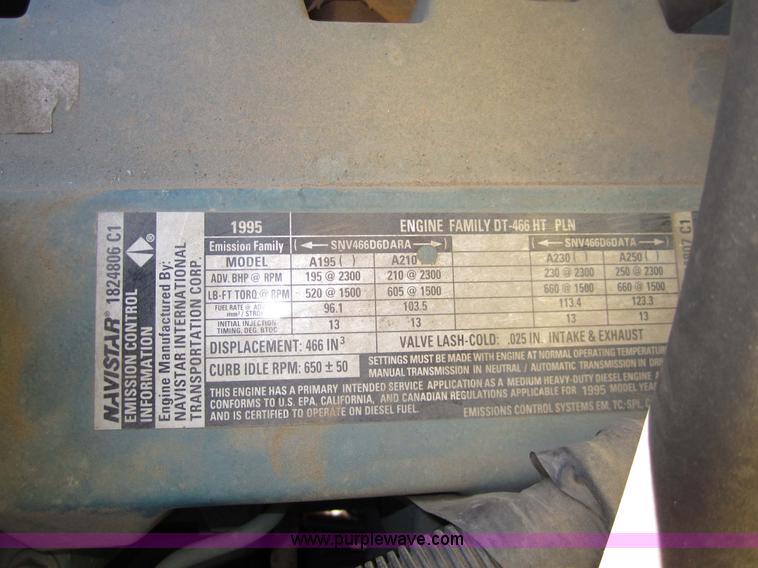 NAVISTAR® 1824806 C1
EMISSION CONTROL
INFORMATION
Engine Manufactured By:
NAVISTAR INTERNATIONAL
TRANSPORTATION CORP.
1995 ENGINE FAMILY DT-466 HT PLN
Emission Family SNV466D6DARA SNV466D6DATA
MODEL A195 ( ) A210 A230 ( ) A250 ( )
ADV. BHP @ RPM 195 @ 2300 210 @ 2300 230 @ 2300 250 @ 2300
LB-FT TORQ @ RPM 520 @ 1500 605 @ 1500 660 @ 1500 660 @ 1500
FUEL RATE @ 96.1 103.5 113.4 123.3
mm³/
INITIAL INJECTION 13 13 13 13
TIMING, DEG. BTDC
DISPLACEMENT: 466 IN³ VALVE LASH-COLD: .025 IN. INTAKE & EXHAUST
CURB IDLE RPM: 650 ± 50 SETTINGS MUST BE MADE WITH ENGINE AT NORMAL OPERATING
MANUAL TRANSMISSION IN NEUTRAL / AUTOMATIC TRANSMISSION IN
THIS ENGINE HAS A PRIMARY INTENDED SERVICE APPLICATION AS A MEDIUM HEAVY-DUTY DIESEL ENGINE
CONFORMS TO U.S. EPA, CALIFORNIA, AND CANADIAN REGULATIONS APPLICABLE FOR 1995 MODEL
AND IS CERTIFIED TO OPERATE ON DIESEL FUEL. EMISSIONS CONTROL SYSTEMS EM, TC; SPL,
C1
www.purplewave.com